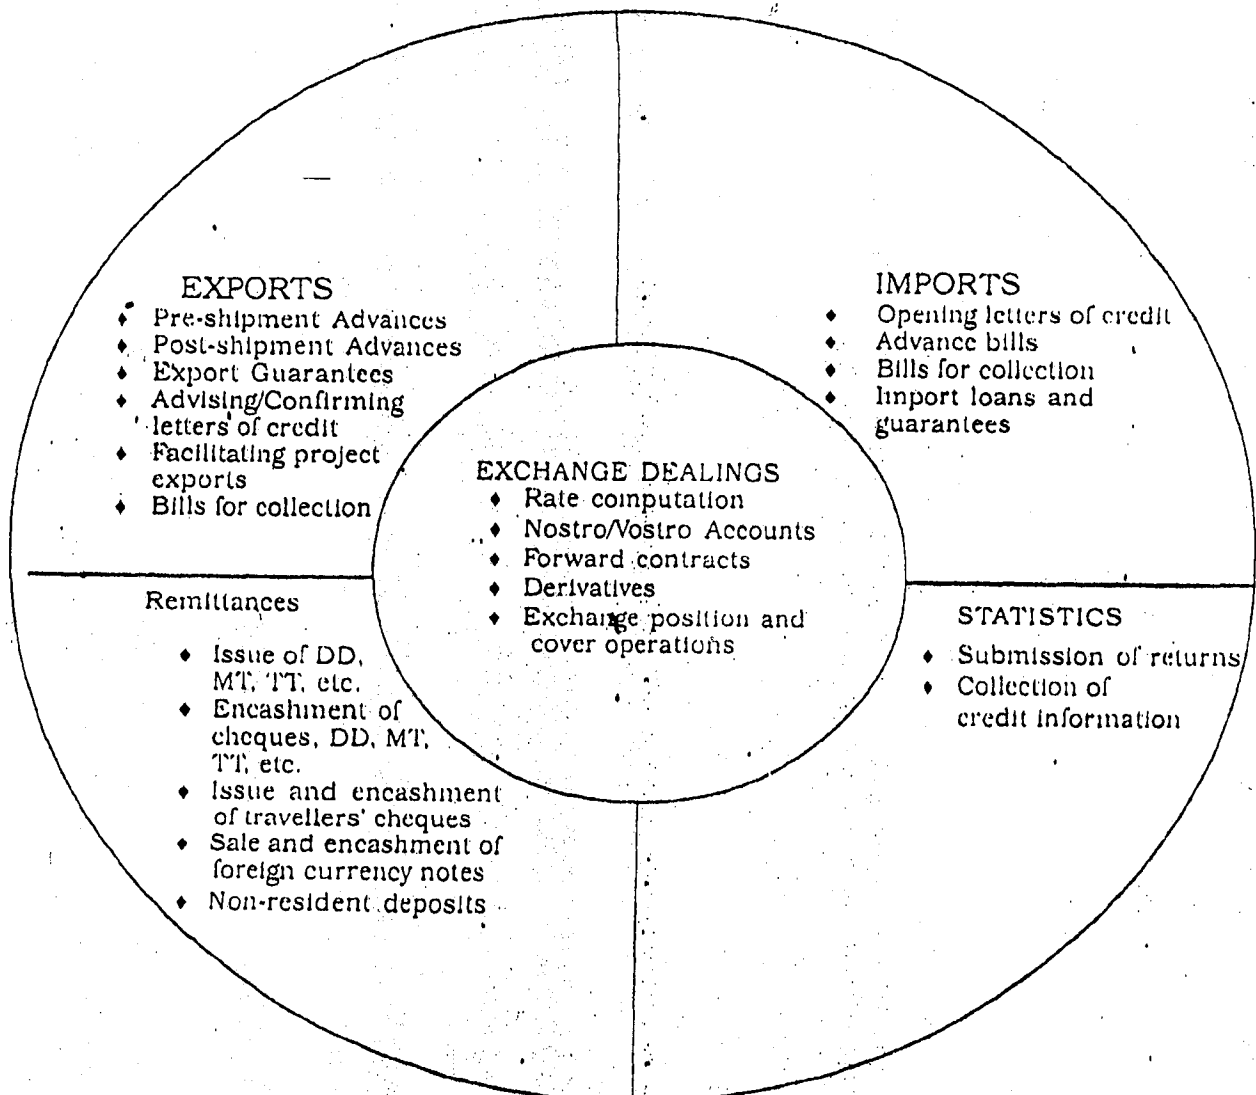 EXPORTS
♦ Pre-shipment Advances
♦ Post-shipment Advances
♦ Export Guarantees
♦ Advising/Confirming
letters of credit
♦ Facilitating project
exports
♦ Bills for collection
IMPORTS
♦ Opening letters of credit
♦ Advance bills
♦ Bills for collection
♦ Import loans and
guarantees
EXCHANGE DEALINGS
♦ Rate computation
♦ Nostro/Vostro Accounts
♦ Forward contracts
♦ Derivatives
♦ Exchange position and
cover operations
Remittances
♦ Issue of DD,
MT, TT, etc.
♦ Encashment of
cheques, DD, MT,
TT, etc.
♦ Issue and encashment
of travellers' cheques
♦ Sale and encashment of
foreign currency notes
♦ Non-resident deposits
STATISTICS
♦ Submission of returns
♦ Collection of
credit information